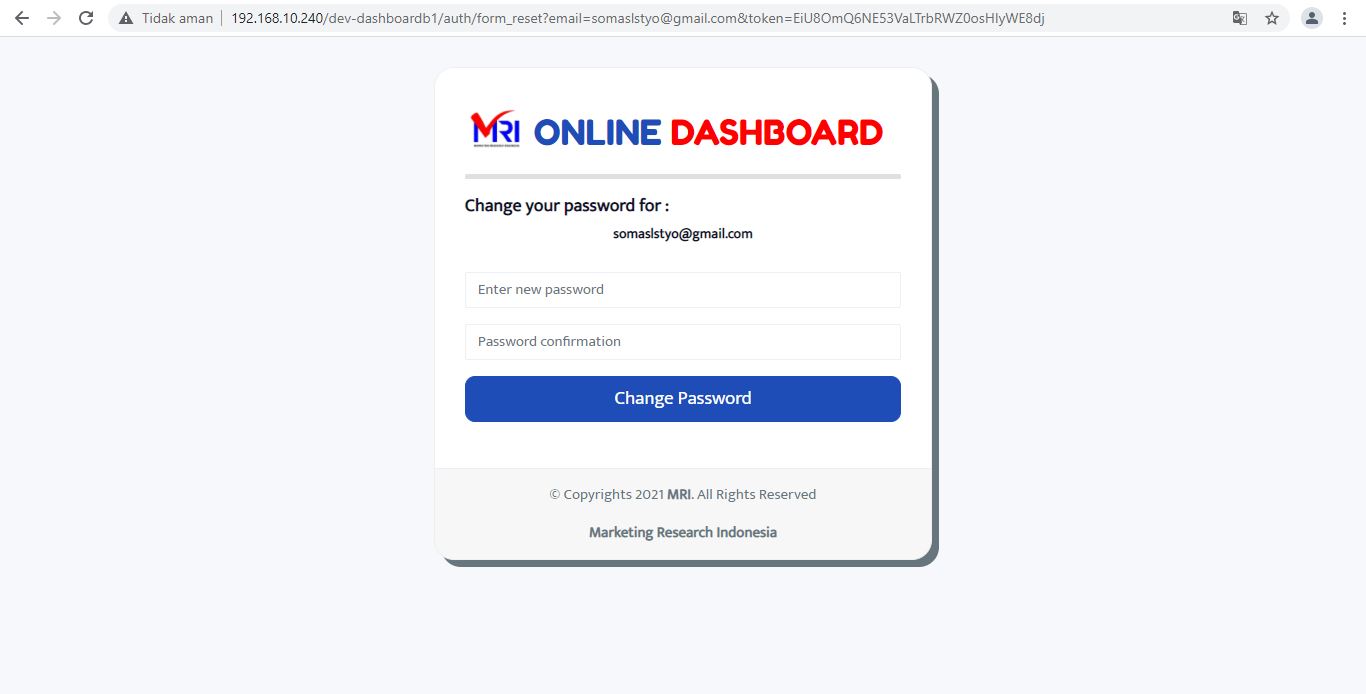 Tidak aman
192.168.10.240/dev-dashboardb1/auth/form_reset?email=somaslstyo@gmail.com&token=EiU8OmQ6NE53VaLTrbRWZ0osHIyWE8dj
MRI ONLINE DASHBOARD
Change your password for :
somaslstyo@gmail.com
Enter new password
Password confirmation
Change Password
© Copyrights 2021 MRI. All Rights Reserved
Marketing Research Indonesia